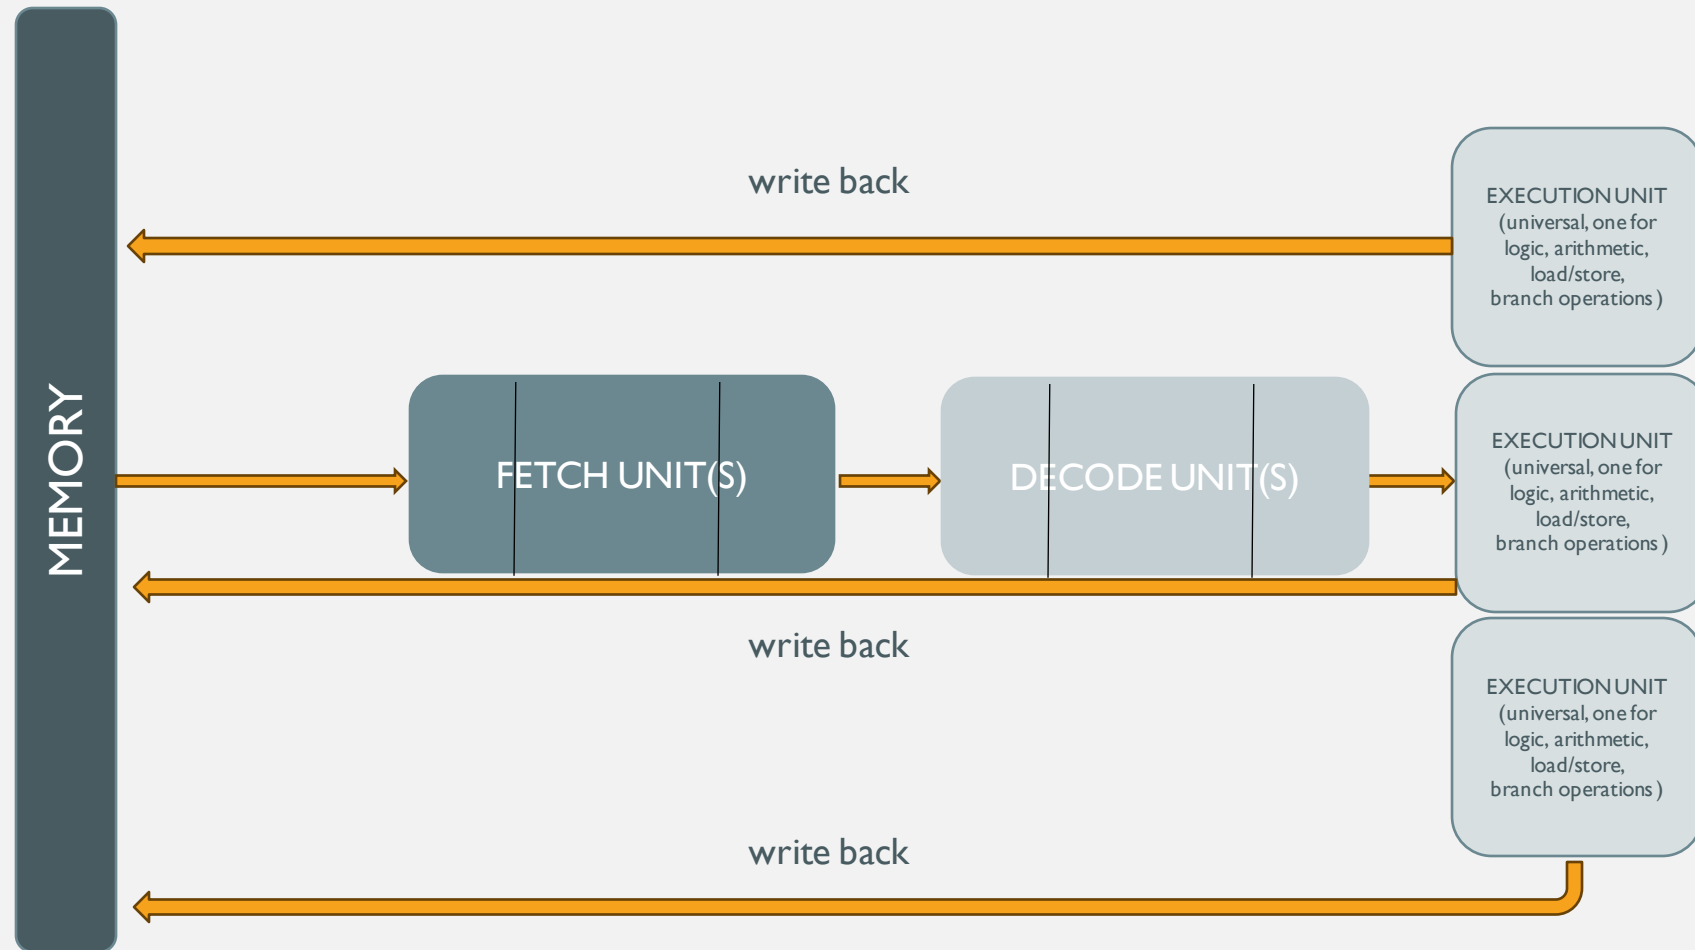 MEMORY
write back
EXECUTION UNIT
(universal, one for
logic, arithmetic,
load/store,
branch operations)
FETCH UNIT(S)
DECODE UNIT(S)
EXECUTION UNIT
(universal, one for
logic, arithmetic,
load/store,
branch operations)
write back
EXECUTION UNIT
(universal, one for
logic, arithmetic,
load/store,
branch operations)
write back